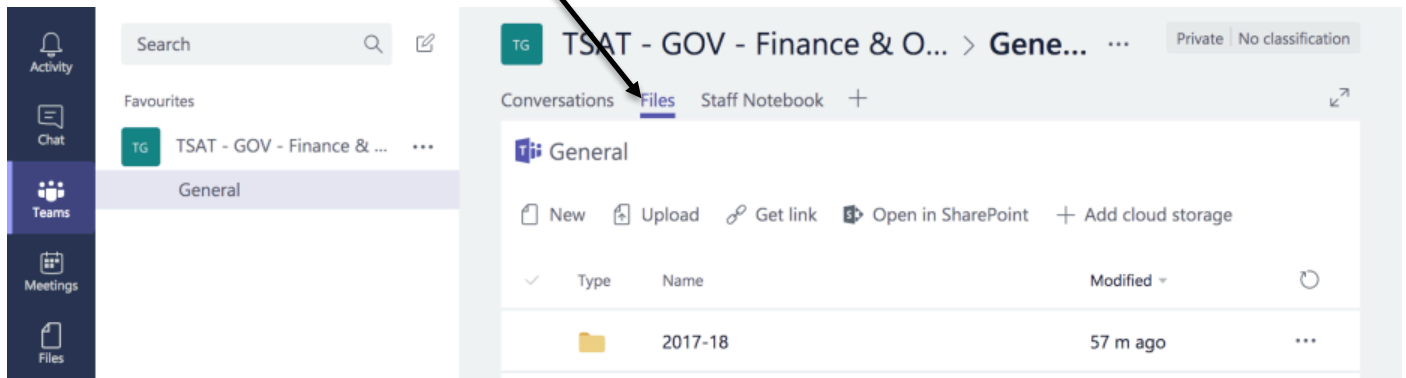 Activity
Chat
Teams
Meetings
Files
Search
Favourites
TG TSAT - GOV - Finance & ... ...
General
TG TSAT - GOV - Finance & O... > Gene... ... Private No classification
Conversations Files Staff Notebook +
General
New Upload Get link Open in SharePoint + Add cloud storage
Type Name Modified
2017-18 57 m ago ...